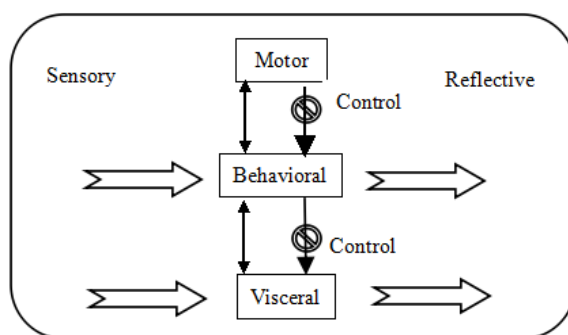 Motor
Sensory
Reflective
Control
Behavioral
Control
Visceral